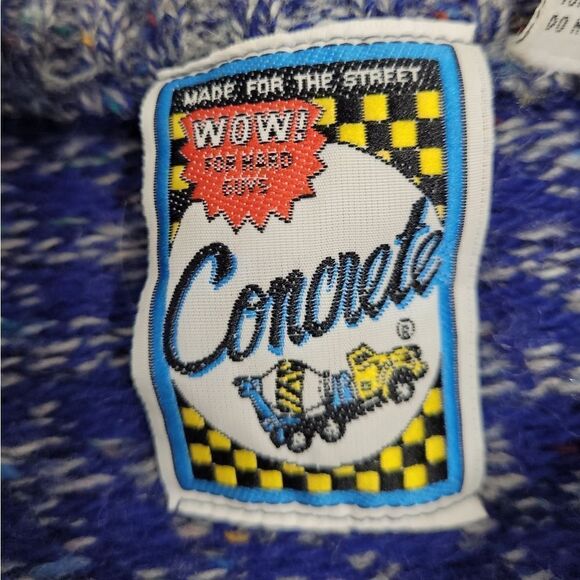 MADE FOR THE STREET
WOW!
FOR HARD
GUYS
Concrete
®